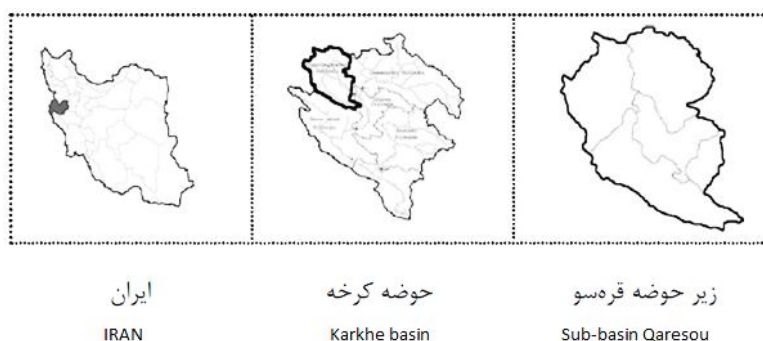 ایران
حوضه کرخه
زیر حوضه قره‌سو
IRAN
Karkhe basin
Sub-basin Qaresou